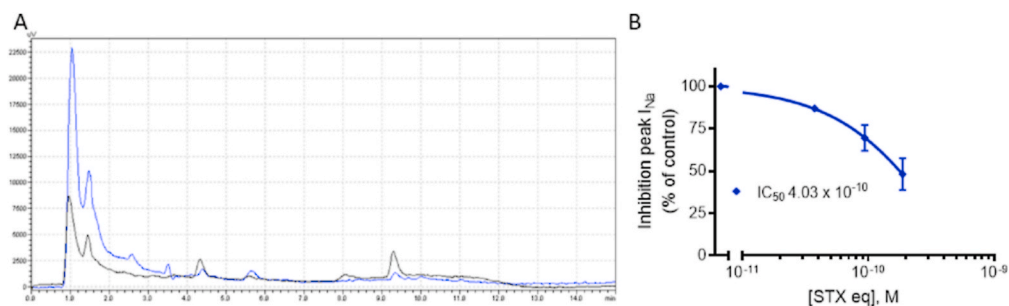 A
uV
22500
20000
17500
15000
12500
10000
7500
5000
2500
0
0.0 1.0 2.0 3.0 4.0 5.0 6.0 7.0 8.0 9.0 10.0 11.0 12.0 13.0 14.0 min
B
Inhibition peak I Na
(% of control)
100
75
50
25
0
IC50 4.03 x 10-10
10-11 10-10 10-9
[STX eq], M